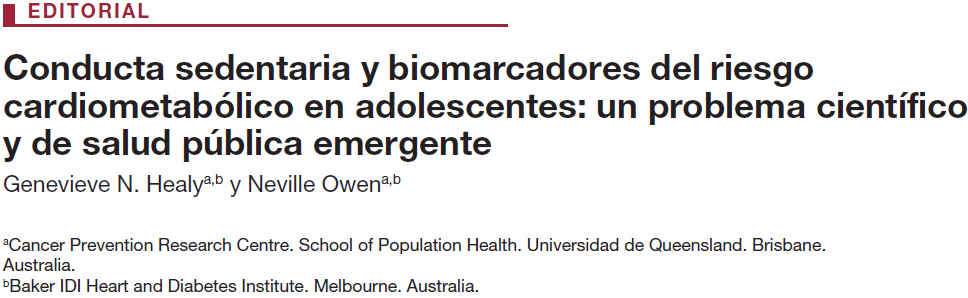 EDITORIAL
Conducta sedentaria y biomarcadores del riesgo
cardiometabólico en adolescentes: un problema científico
y de salud pública emergente
Genevieve N. Healyᵃ,ᵇ y Neville Owenᵃ,ᵇ
ᵃCancer Prevention Research Centre. School of Population Health. Universidad de Queensland. Brisbane.
Australia.
ᵇBaker IDI Heart and Diabetes Institute. Melbourne. Australia.